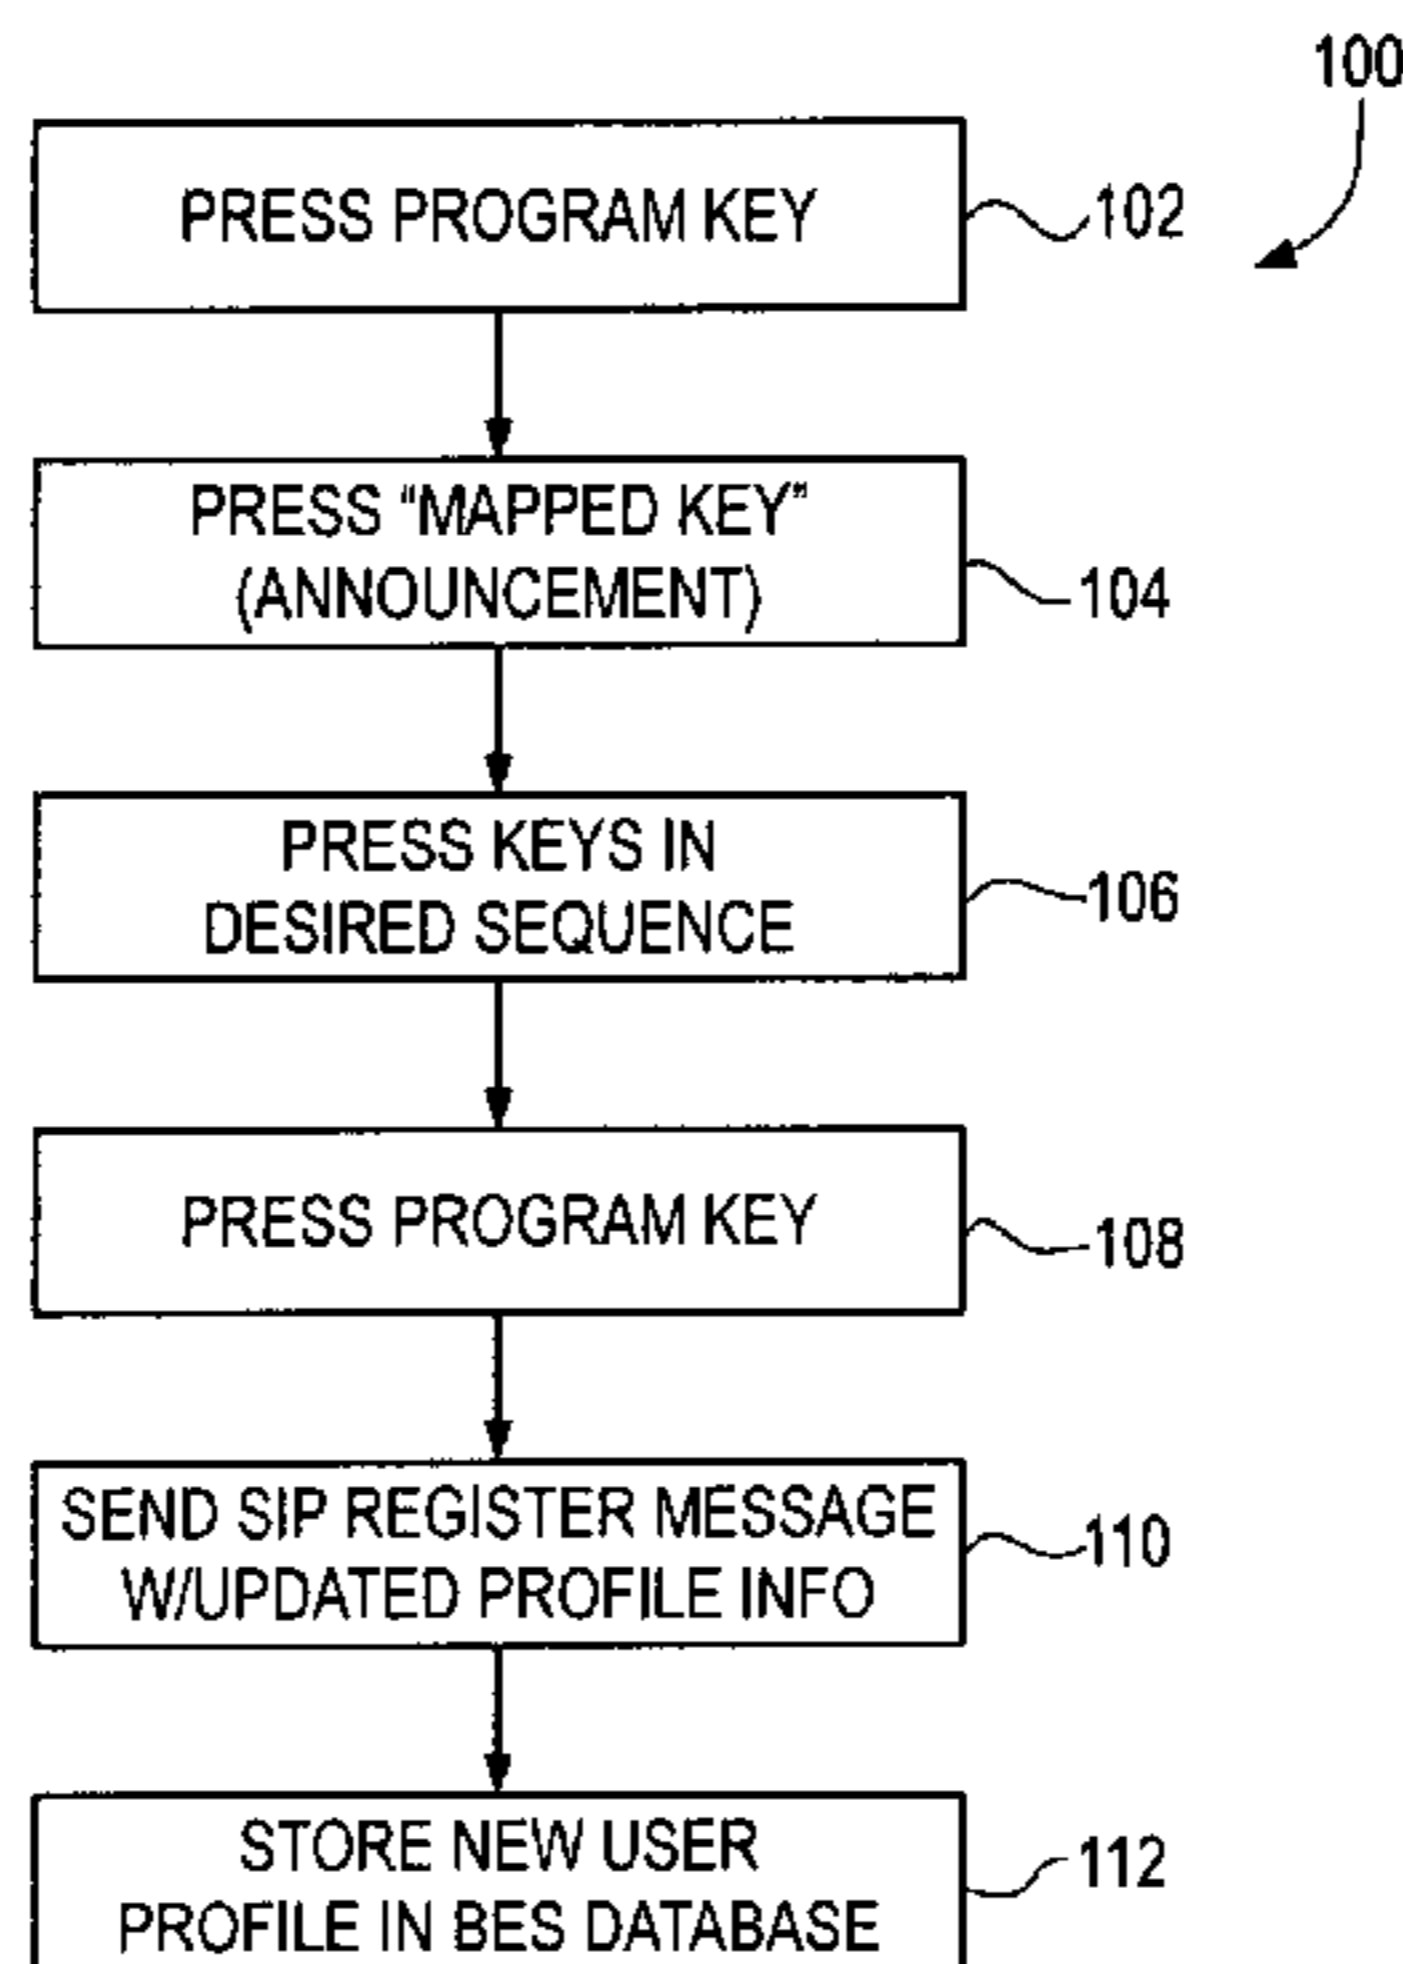 100
PRESS PROGRAM KEY
102
PRESS "MAPPED KEY"
(ANNOUNCEMENT)
104
PRESS KEYS IN
DESIRED SEQUENCE
106
PRESS PROGRAM KEY
108
SEND SIP REGISTER MESSAGE
W/UPDATED PROFILE INFO
110
STORE NEW USER
PROFILE IN BES DATABASE
112